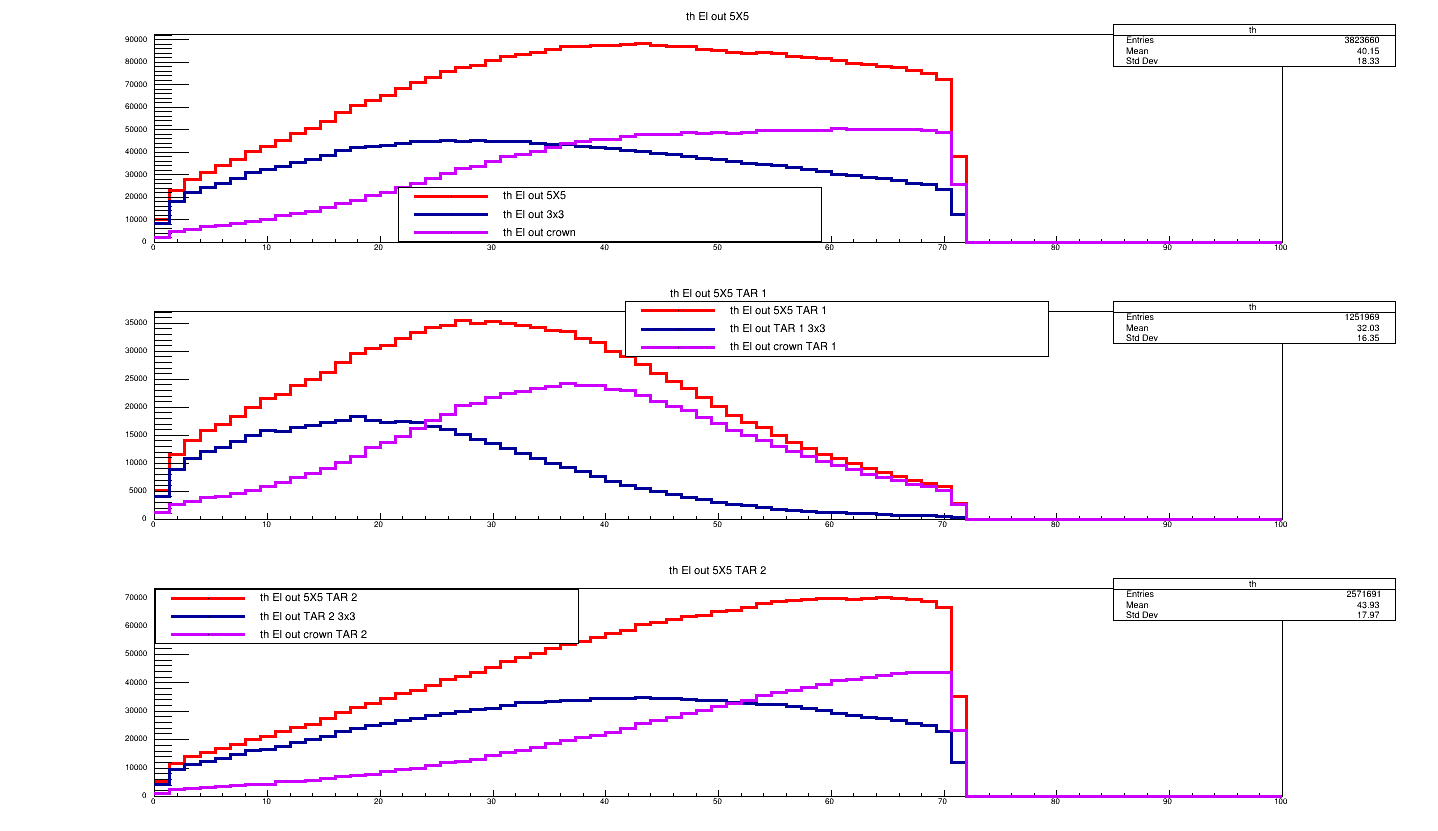 th El out 5X5
th
Entries 3823660
Mean 40.15
Std Dev 18.33
90000
80000
70000
60000
50000
40000
30000
20000
10000
0
th El out 5X5
th El out 3x3
th El out crown
0 10 20 30 40 50 60 70 80 90 100
th El out 5X5 TAR 1
th
Entries 1251969
Mean 32.03
Std Dev 16.35
th El out 5X5 TAR 1
th El out TAR 1 3x3
th El out crown TAR 1
35000
30000
25000
20000
15000
10000
5000
0
0 10 20 30 40 50 60 70 80 90 100
th El out 5X5 TAR 2
th
Entries 2571691
Mean 43.93
Std Dev 17.97
th El out 5X5 TAR 2
th El out TAR 2 3x3
th El out crown TAR 2
70000
60000
50000
40000
30000
20000
10000
0
0 10 20 30 40 50 60 70 80 90 100